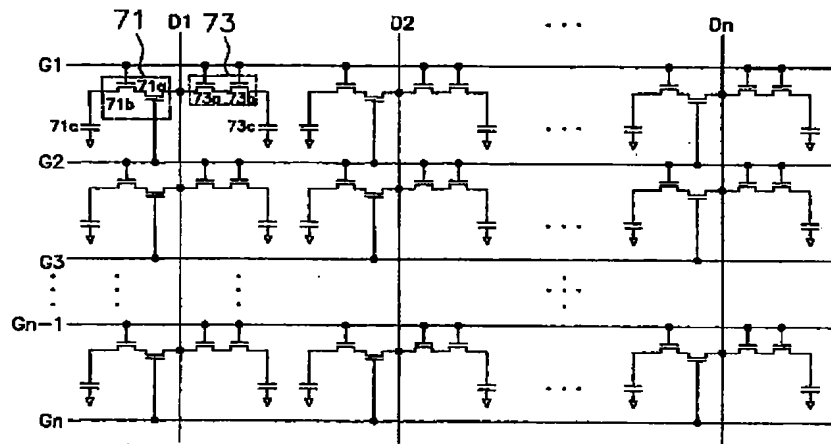 71 D1 73 D2 ... Dn
G1
71a
71b 73a 73b
71c 73c
...
G2
...
G3
Gn-1
...
Gn